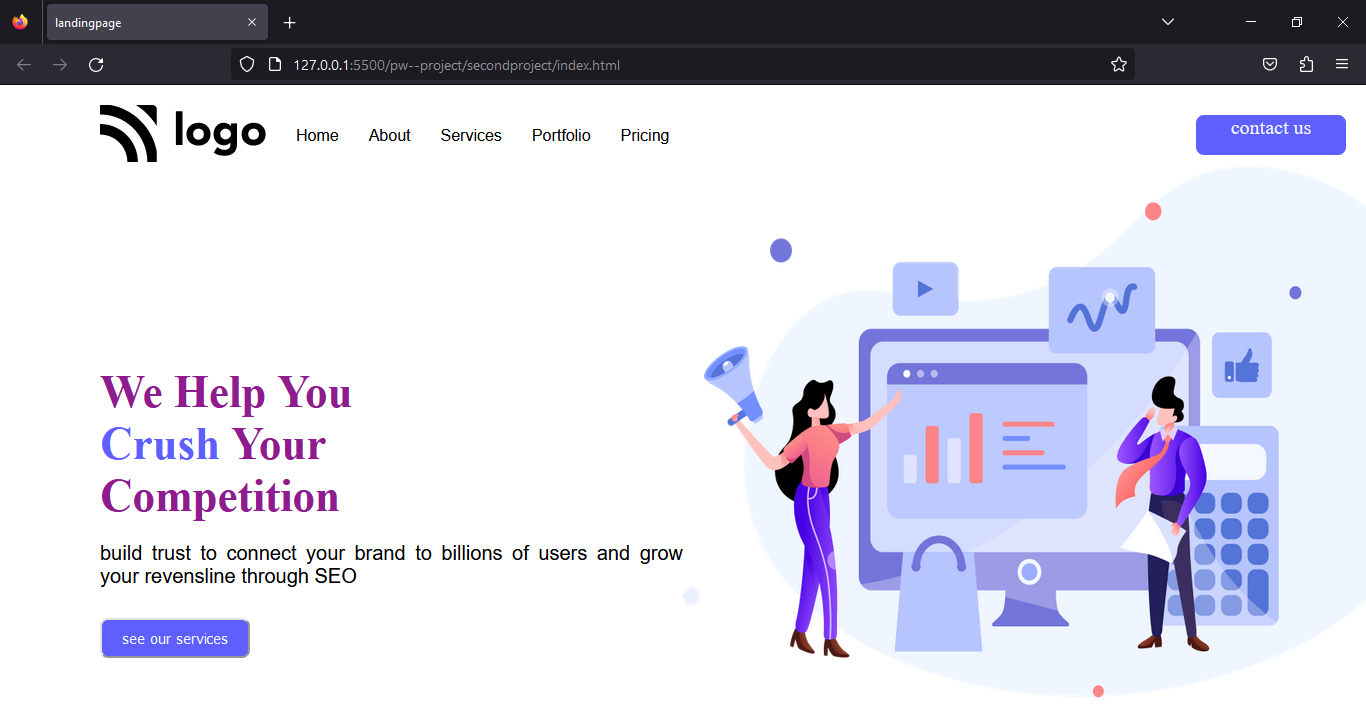 landingpage
127.0.0.1:5500/pw--project/secondproject/index.html
logo Home About Services Portfolio Pricing contact us
We Help You
Crush Your
Competition
build trust to connect your brand to billions of users and grow
your revensline through SEO
see our services